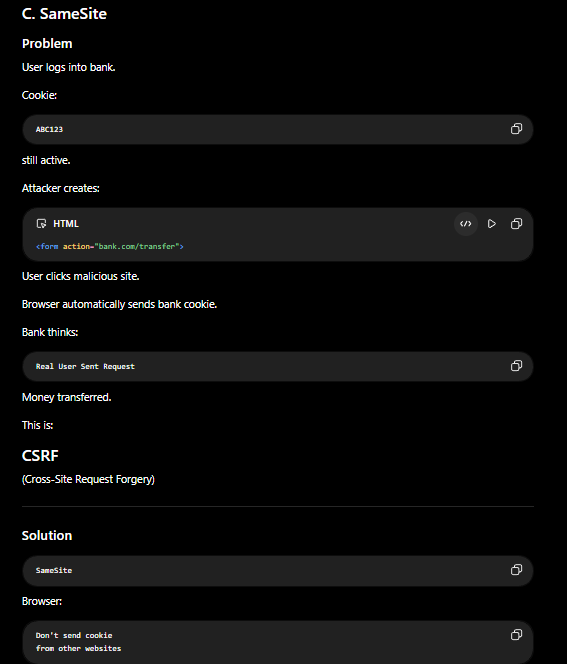 C. SameSite
Problem
User logs into bank.
Cookie:
ABC123
still active.
Attacker creates:
HTML
<form action="bank.com/transfer">
User clicks malicious site.
Browser automatically sends bank cookie.
Bank thinks:
Real User Sent Request
Money transferred.
This is:
CSRF
(Cross-Site Request Forgery)
Solution
SameSite
Browser:
Don't send cookie
from other websites